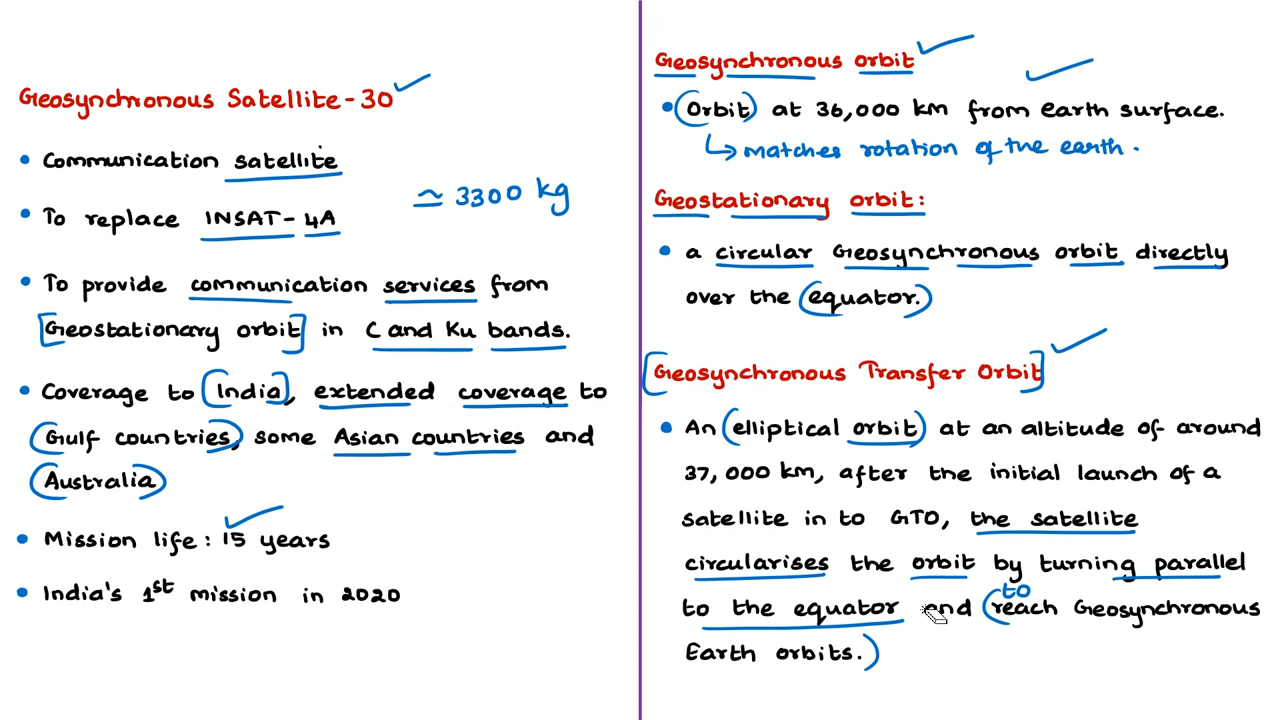 Geosynchronous Satellite-30
• Communication satellite
≃ 3300 kg
• To replace INSAT-4A
• To provide communication services from
[Geostationary orbit] in C and Ku bands.
• Coverage to (India), extended coverage to
(Gulf countries), some Asian countries and
(Australia)
• Mission life: 15 years
• India's 1st mission in 2020
Geosynchronous orbit
• (Orbit) at 36,000 km from earth surface.
↳ matches rotation of the earth.
Geostationary orbit:
• a circular Geosynchronous orbit directly
over the (equator.)
[Geosynchronous Transfer Orbit]
• An (elliptical orbit) at an altitude of around
37,000 km, after the initial launch of a
satellite in to GTO, the satellite
circularises the orbit by turning parallel
to the equator and to (reach Geosynchronous
Earth orbits.)